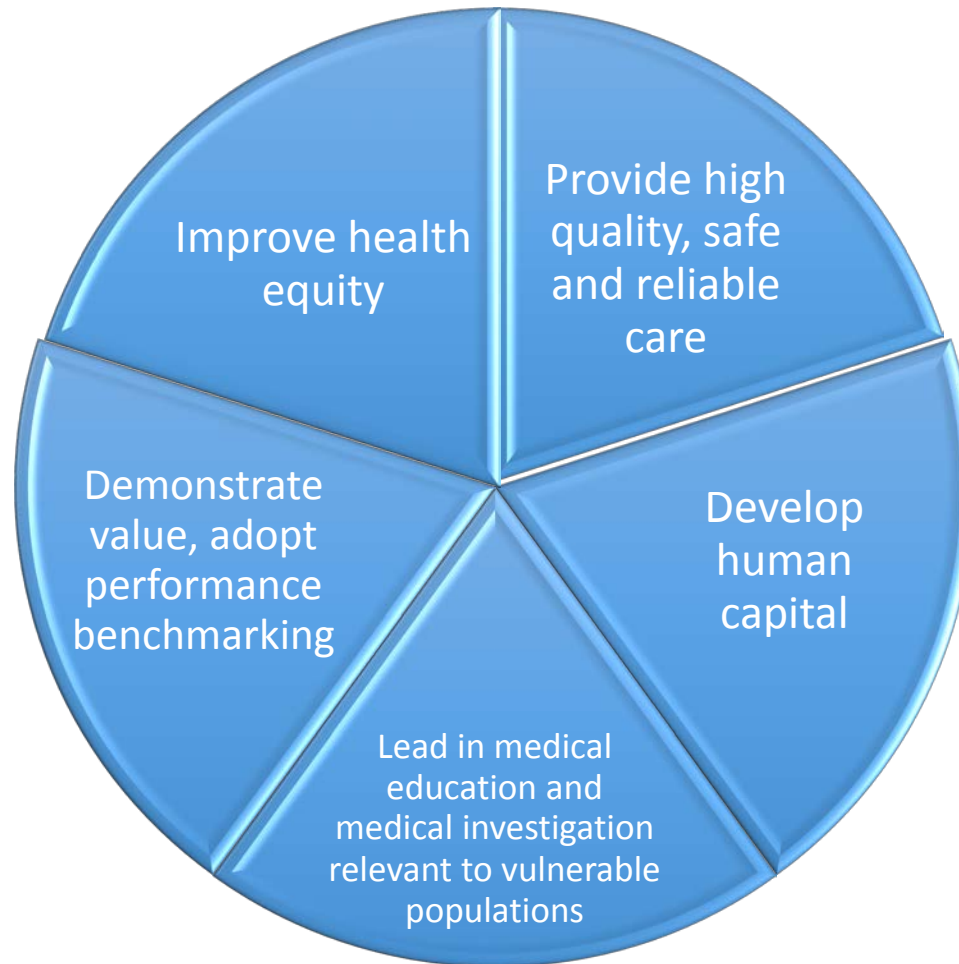 Improve health
equity
Provide high
quality, safe
and reliable
care
Demonstrate
value, adopt
performance
benchmarking
Develop
human
capital
Lead in medical
education and
medical investigation
relevant to vulnerable
populations